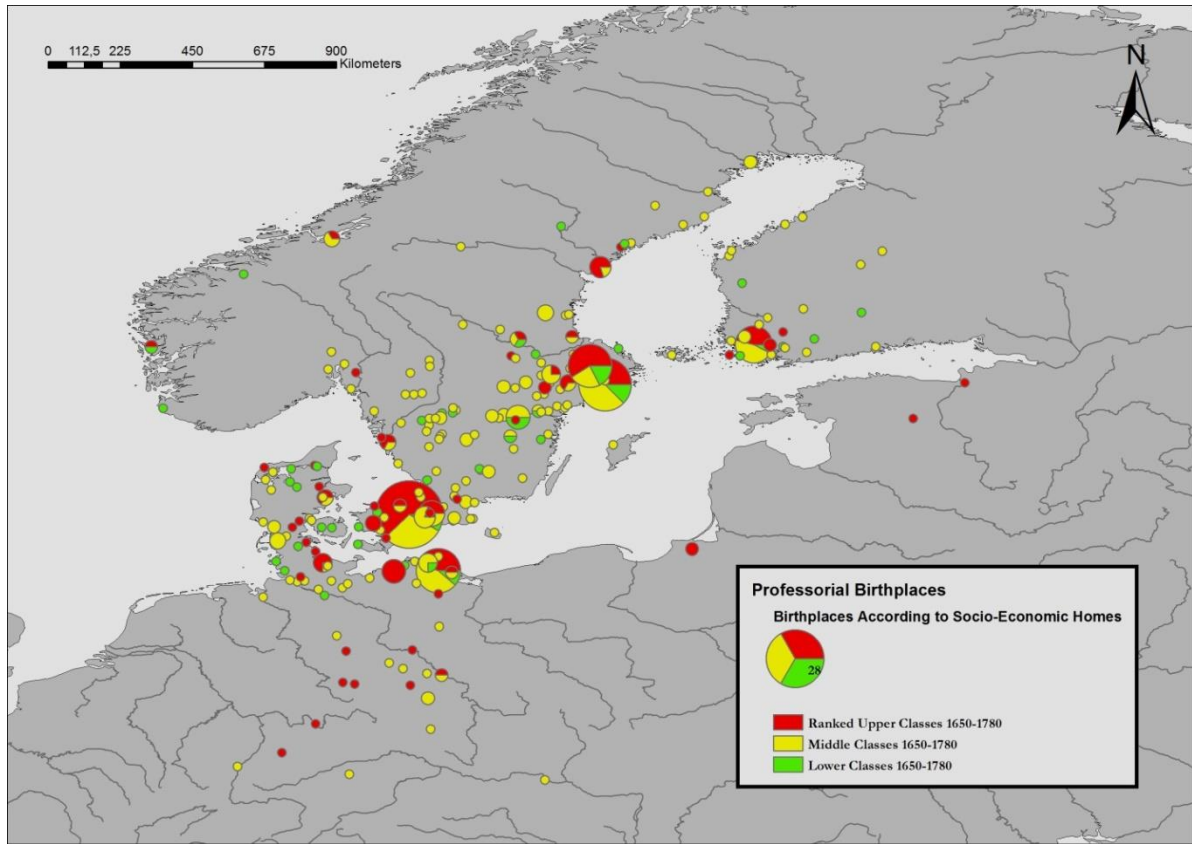 0 112,5 225 450 675 900
Kilometers
N
Professorial Birthplaces
Birthplaces According to Socio-Economic Homes
28
Ranked Upper Classes 1650-1780
Middle Classes 1650-1780
Lower Classes 1650-1780